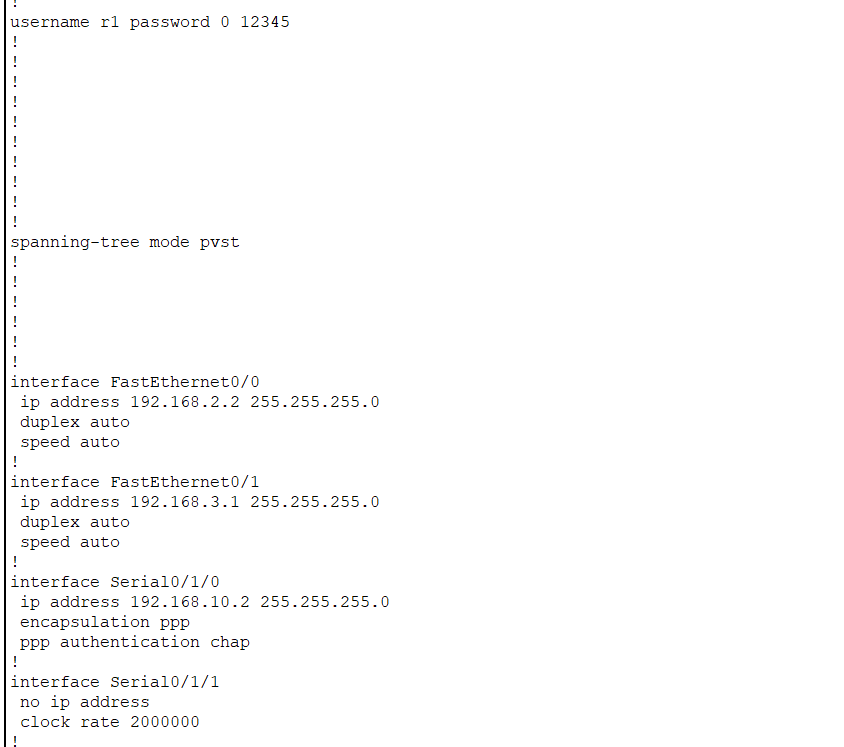 !
username r1 password 0 12345
!
!
!
!
!
!
!
!
!
!
spanning-tree mode pvst
!
!
!
!
!
!
interface FastEthernet0/0
 ip address 192.168.2.2 255.255.255.0
 duplex auto
 speed auto
!
interface FastEthernet0/1
 ip address 192.168.3.1 255.255.255.0
 duplex auto
 speed auto
!
interface Serial0/1/0
 ip address 192.168.10.2 255.255.255.0
 encapsulation ppp
 ppp authentication chap
!
interface Serial0/1/1
 no ip address
 clock rate 2000000
!